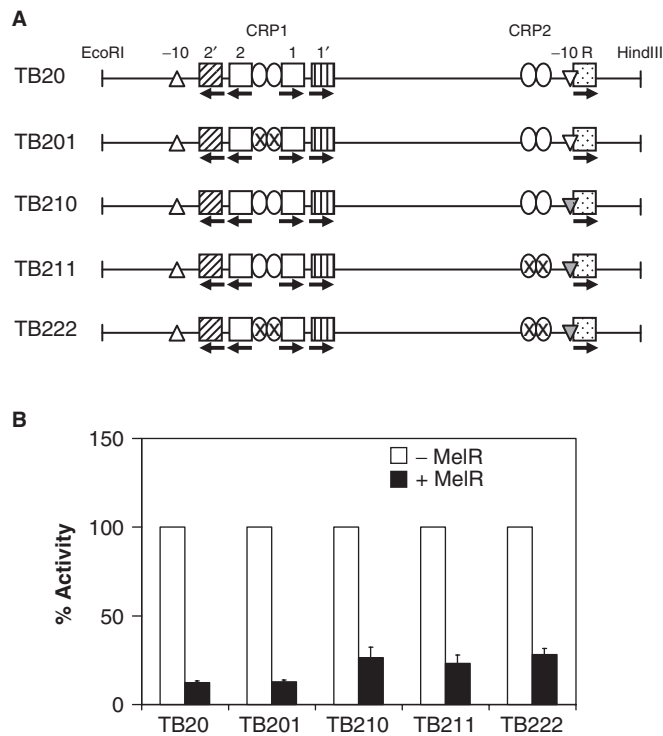 A
CRP1
CRP2
EcoRI
–10
2′
2
1
1′
–10 R
HindIII
TB20
TB201
X X
TB210
TB211
X X
TB222
X X
X X
B
150
– MelR
+ MelR
100
% Activity
50
0
TB20
TB201
TB210
TB211
TB222